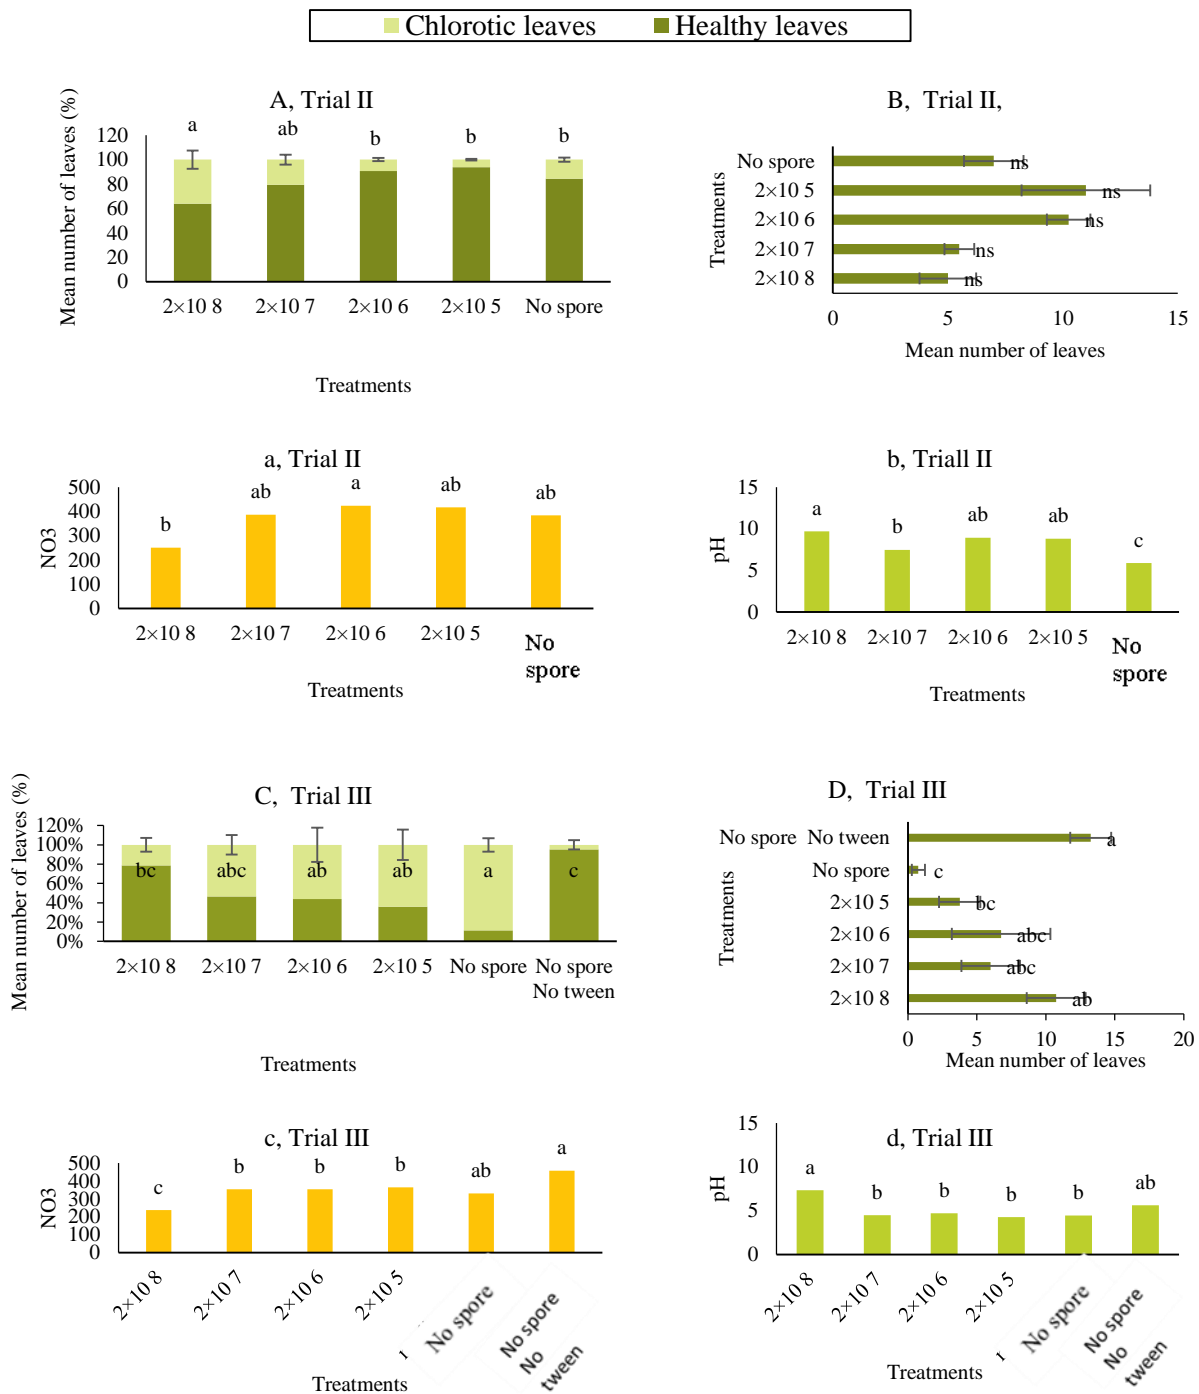 Chlorotic leaves Healthy leaves
A, Trial II
Mean number of leaves (%)
120
100
80
60
40
20
0
a ab b b b
2×10 8 2×10 7 2×10 6 2×10 5 No spore
Treatments
B, Trial II,
Treatments
No spore ns
2×10 5 ns
2×10 6 ns
2×10 7 ns
2×10 8 ns
0 5 10 15
Mean number of leaves
a, Trial II
NO3
500
400
300
200
100
0
b ab a ab ab
2×10 8 2×10 7 2×10 6 2×10 5 No
spore
Treatments
b, Triall II
pH
15
10
5
0
a b ab ab c
2×10 8 2×10 7 2×10 6 2×10 5 No
spore
Treatments
C, Trial III
Mean number of leaves (%)
120%
100%
80%
60%
40%
20%
0%
bc abc ab ab a c
2×10 8 2×10 7 2×10 6 2×10 5 No spore No spore
No tween
Treatments
D, Trial III
Treatments
No spore No tween a
No spore c
2×10 5 bc
2×10 6 abc
2×10 7 abc
2×10 8 ab
0 5 10 15 20
Mean number of leaves
c, Trial III
NO3
500
400
300
200
100
0
c b b b ab a
2×10 8 2×10 7 2×10 6 2×10 5 No spore No spore
No
tween
Treatments
d, Trial III
pH
15
10
5
0
a b b b b ab
2×10 8 2×10 7 2×10 6 2×10 5 No spore No spore
No
tween
Treatments